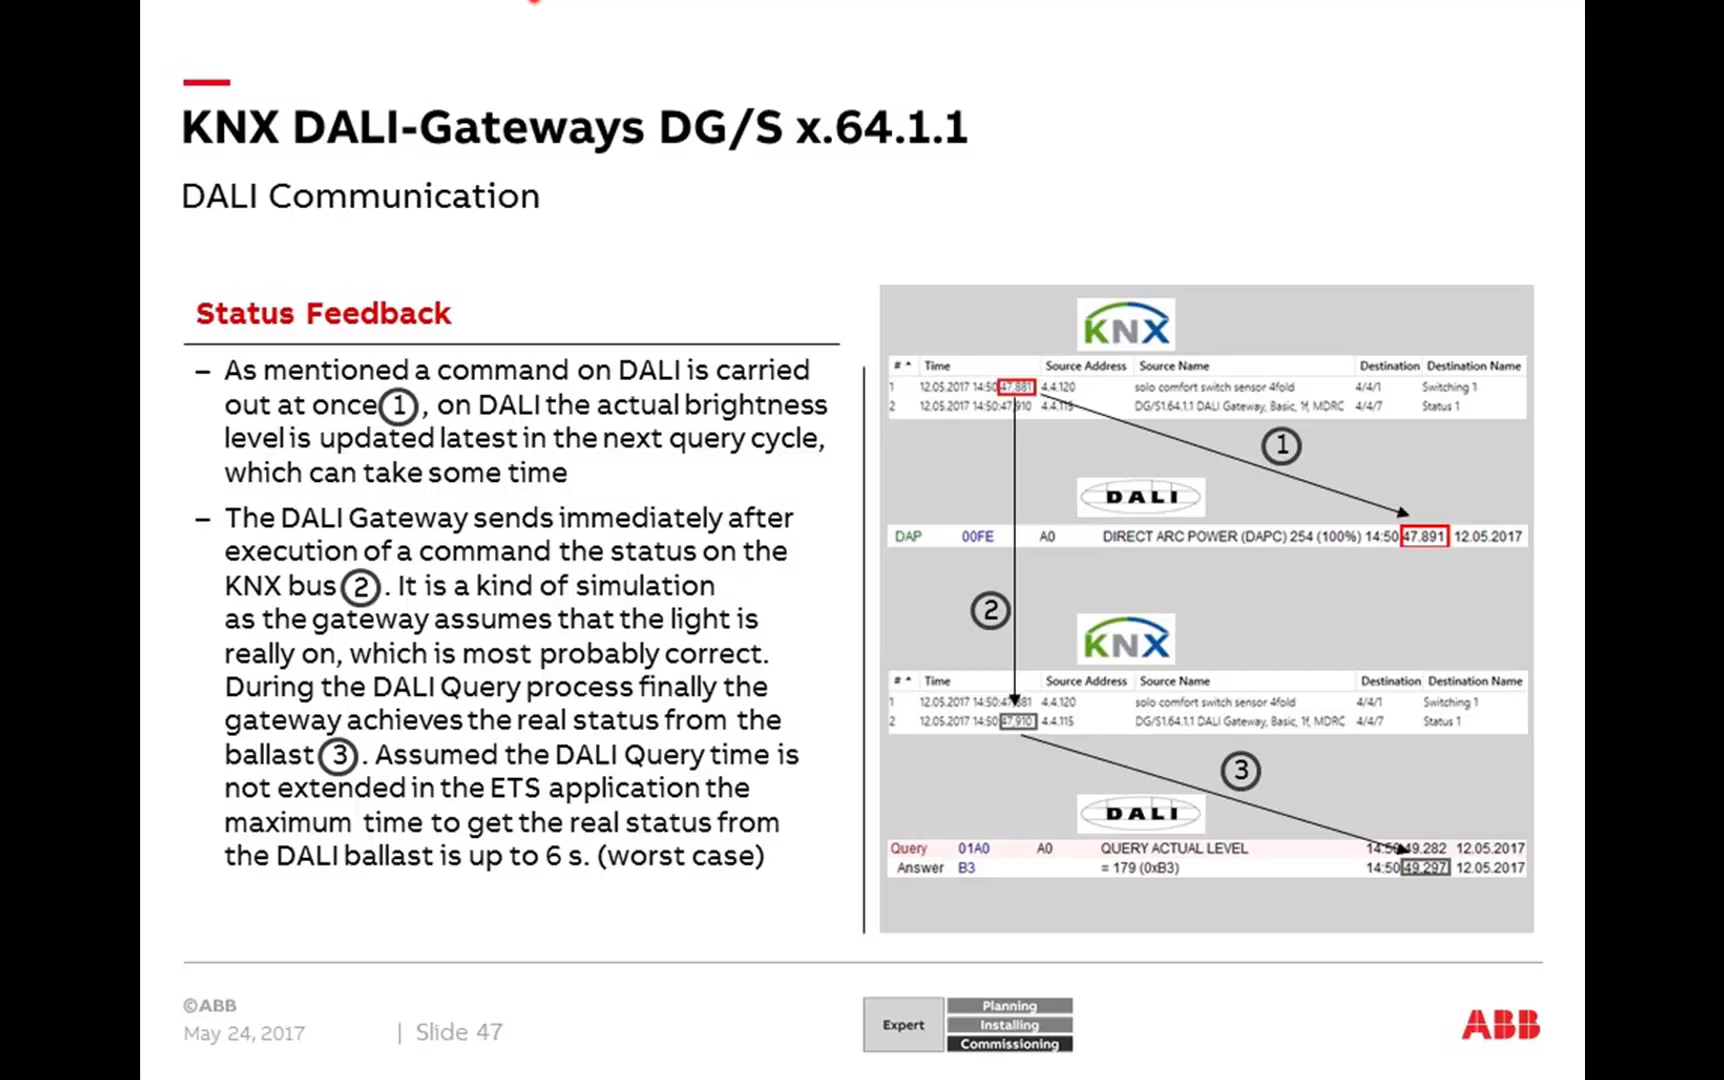 KNX DALI-Gateways DG/S x.64.1.1
DALI Communication
Status Feedback
– As mentioned a command on DALI is carried
out at once 1 , on DALI the actual brightness
level is updated latest in the next query cycle,
which can take some time
– The DALI Gateway sends immediately after
execution of a command the status on the
KNX bus 2 . It is a kind of simulation
as the gateway assumes that the light is
really on, which is most probably correct.
During the DALI Query process finally the
gateway achieves the real status from the
ballast 3 . Assumed the DALI Query time is
not extended in the ETS application the
maximum time to get the real status from
the DALI ballast is up to 6 s. (worst case)
KNX
# Time Source Address Source Name Destination Destination Name
1 12.05.2017 14:50:47,881 4.4.120 solo comfort switch sensor 4fold 4/4/1 Switching 1
2 12.05.2017 14:50:47,910 4.4.115 DG/S1.64.1.1 DALI Gateway, Basic, 1f, MDRC 4/4/7 Status 1
1
DALI
DAP 00FE A0 DIRECT ARC POWER (DAPC) 254 (100%) 14:50 47.891 12.05.2017
2
KNX
# Time Source Address Source Name Destination Destination Name
1 12.05.2017 14:50:47,881 4.4.120 solo comfort switch sensor 4fold 4/4/1 Switching 1
2 12.05.2017 14:50:47,910 4.4.115 DG/S1.64.1.1 DALI Gateway, Basic, 1f, MDRC 4/4/7 Status 1
3
DALI
Query 01A0 A0 QUERY ACTUAL LEVEL 14:50 49.282 12.05.2017
Answer B3 = 179 (0xB3) 14:50 49.297 12.05.2017
©ABB
May 24, 2017 | Slide 47
Expert
Planning
Installing
Commissioning
ABB